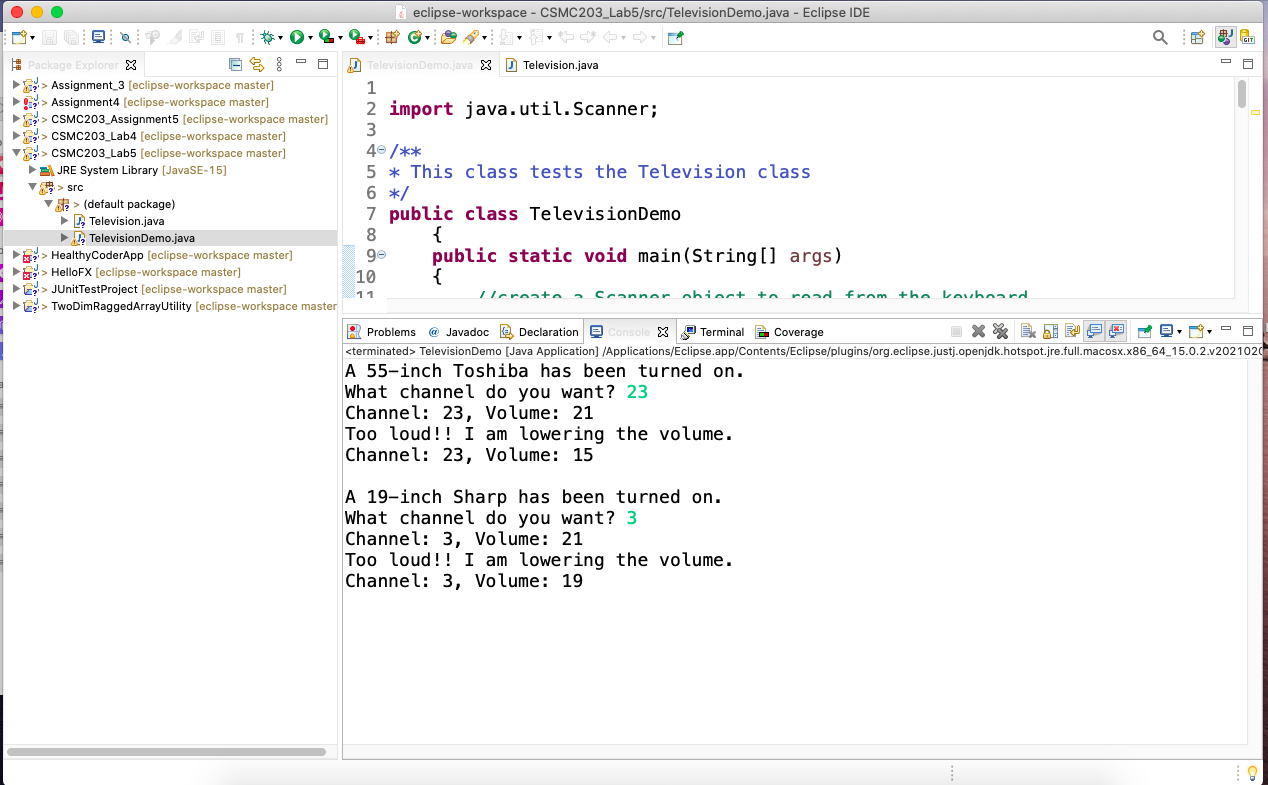 eclipse-workspace - CSMC203_Lab5/src/TelevisionDemo.java - Eclipse IDE
Package Explorer
> Assignment_3 [eclipse-workspace master]
> Assignment4 [eclipse-workspace master]
> CSMC203_Assignment5 [eclipse-workspace master]
> CSMC203_Lab4 [eclipse-workspace master]
> CSMC203_Lab5 [eclipse-workspace master]
JRE System Library [JavaSE-15]
> src
> (default package)
Television.java
TelevisionDemo.java
> HealthyCoderApp [eclipse-workspace master]
> HelloFX [eclipse-workspace master]
> JUnitTestProject [eclipse-workspace master]
> TwoDimRaggedArrayUtility [eclipse-workspace master
TelevisionDemo.java Television.java
1
2 import java.util.Scanner;
3
4 /**
5 * This class tests the Television class
6 */
7 public class TelevisionDemo
8 {
9 public static void main(String[] args)
10 {
11 //create a Scanner object to read from the keyboard
Problems @ Javadoc Declaration Console Terminal Coverage
<terminated> TelevisionDemo [Java Application] /Applications/Eclipse.app/Contents/Eclipse/plugins/org.eclipse.justj.openjdk.hotspot.jre.full.macosx.x86_64_15.0.2.v2021020
A 55-inch Toshiba has been turned on.
What channel do you want? 23
Channel: 23, Volume: 21
Too loud!! I am lowering the volume.
Channel: 23, Volume: 15
A 19-inch Sharp has been turned on.
What channel do you want? 3
Channel: 3, Volume: 21
Too loud!! I am lowering the volume.
Channel: 3, Volume: 19